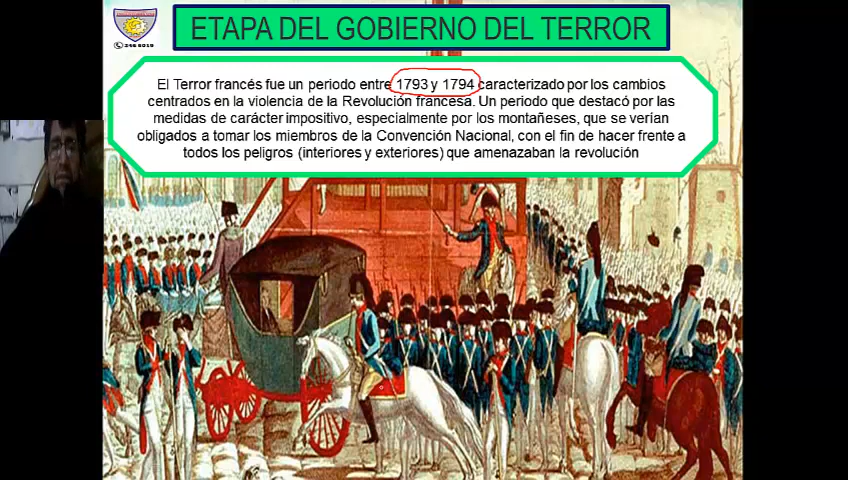 ETAPA DEL GOBIERNO DEL TERROR
246 6019
El Terror francés fue un periodo entre 1793 y 1794 caracterizado por los cambios
centrados en la violencia de la Revolución francesa. Un periodo que destacó por las
medidas de carácter impositivo, especialmente por los montañeses, que se verían
obligados a tomar los miembros de la Convención Nacional, con el fin de hacer frente a
todos los peligros (interiores y exteriores) que amenazaban la revolución